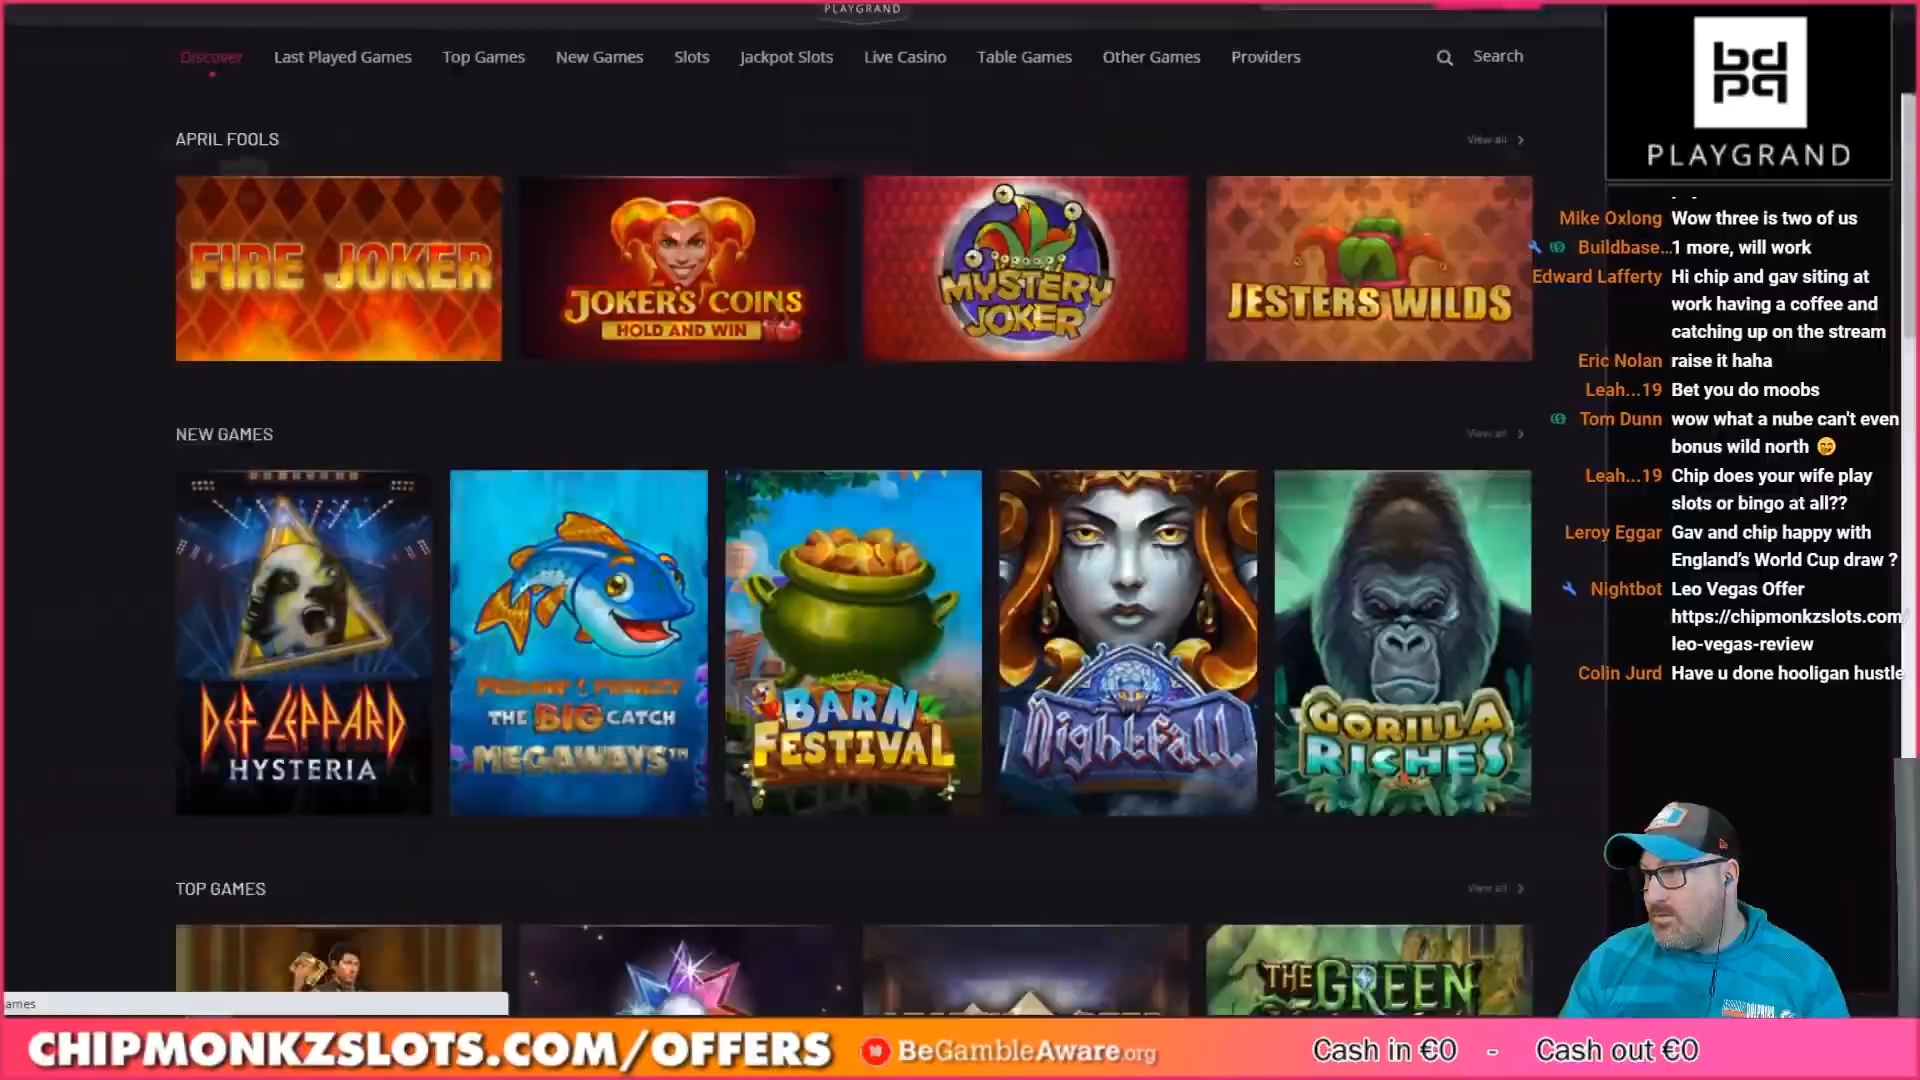 PLAYGRAND
Discover
Last Played Games
Top Games
New Games
Slots
Jackpot Slots
Live Casino
Table Games
Other Games
Providers
Search
APRIL FOOLS
View all
FIRE JOKER
JOKER'S COINS
HOLD AND WIN
MYSTERY
JOKER
JESTERS WILDS
NEW GAMES
View all
DEF LEPPARD
HYSTERIA
THE BIG CATCH
MEGAWAYS™
BARN
FESTIVAL
Nightfall
GORILLA
RICHES
TOP GAMES
View all
THE GREEN
ames
bd
pq
PLAYGRAND
Mike Oxlong Wow three is two of us
Buildbase... 1 more, will work
Edward Lafferty Hi chip and gav siting at
work having a coffee and
catching up on the stream
Eric Nolan raise it haha
Leah...19 Bet you do moobs
Tom Dunn wow what a nube can't even
bonus wild north
Leah...19 Chip does your wife play
slots or bingo at all??
Leroy Eggar Gav and chip happy with
England's World Cup draw ?
Nightbot Leo Vegas Offer
https://chipmonkzslots.com/
leo-vegas-review
Colin Jurd Have u done hooligan hustle
DOLPHINS
CHIPMONKZSLOTS.COM/OFFERS
18 BeGambleAware.org
Cash in €0 - Cash out €0